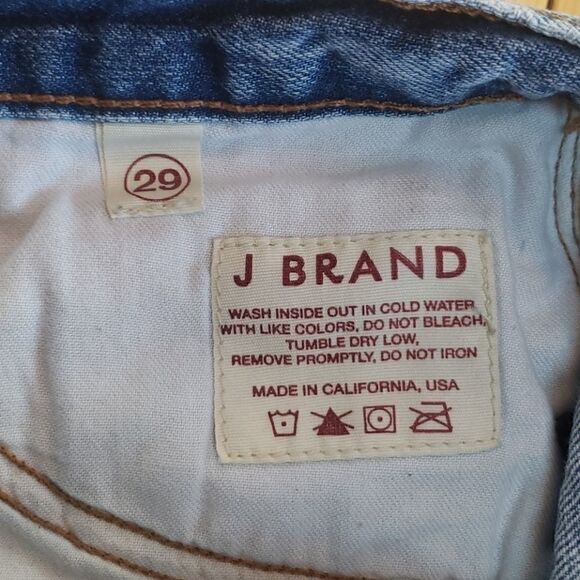 29
J BRAND
WASH INSIDE OUT IN COLD WATER
WITH LIKE COLORS, DO NOT BLEACH,
TUMBLE DRY LOW,
REMOVE PROMPTLY, DO NOT IRON
MADE IN CALIFORNIA, USA